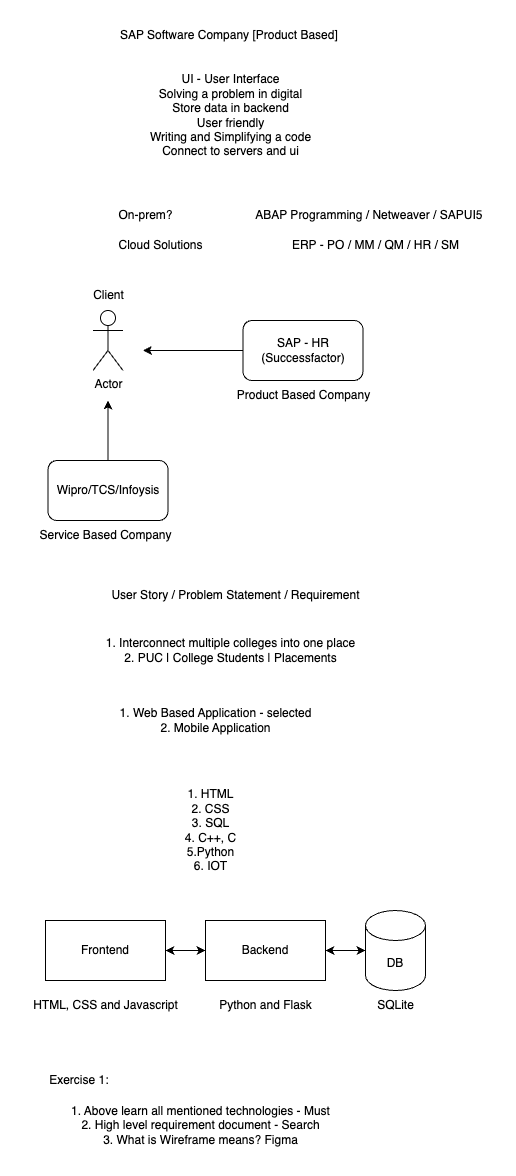 SAP Software Company [Product Based]
UI - User Interface
Solving a problem in digital
Store data in backend
User friendly
Writing and Simplifying a code
Connect to servers and ui
On-prem? ABAP Programming / Netweaver / SAPUI5
Cloud Solutions ERP - PO / MM / QM / HR / SM
Client
SAP - HR
(Successfactor)
Actor
Product Based Company
Wipro/TCS/Infoysis
Service Based Company
User Story / Problem Statement / Requirement
1. Interconnect multiple colleges into one place
2. PUC | College Students | Placements
1. Web Based Application - selected
2. Mobile Application
1. HTML
2. CSS
3. SQL
4. C++, C
5.Python
6. IOT
Frontend Backend DB
HTML, CSS and Javascript Python and Flask SQLite
Exercise 1:
1. Above learn all mentioned technologies - Must
2. High level requirement document - Search
3. What is Wireframe means? Figma